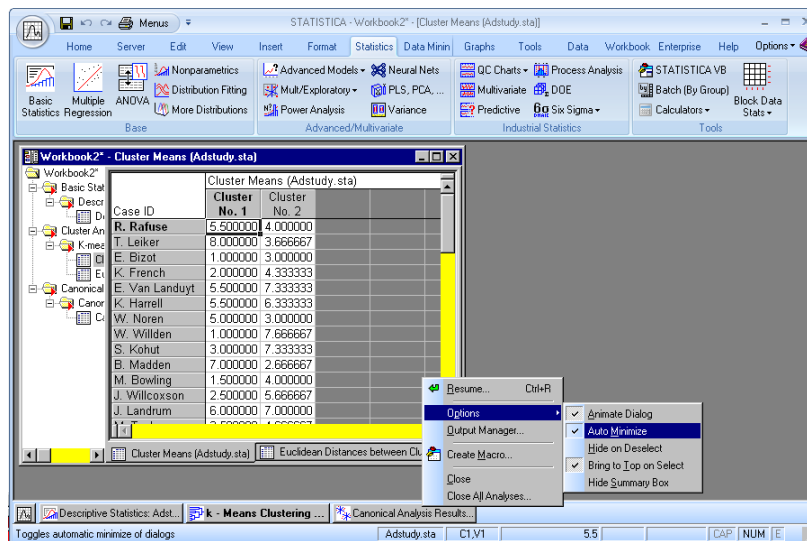 Menus
STATISTICA - Workbook2* - [Cluster Means (Adstudy.sta)]
Home Server Edit View Insert Format Statistics Data Minin Graphs Tools Data Workbook Enterprise Help Options
Basic Statistics
Multiple Regression
ANOVA
Nonparametrics
Distribution Fitting
More Distributions
Base
Advanced Models
Mult/Exploratory
Power Analysis
Neural Nets
PLS, PCA, ...
Variance
Advanced/Multivariate
QC Charts
Multivariate
Predictive
Process Analysis
DOE
Six Sigma
Industrial Statistics
STATISTICA VB
Batch (By Group)
Calculators
Block Data Stats
Tools
Workbook2* - Cluster Means (Adstudy.sta)
Workbook2*
Basic Stat
Descr
De
Cluster An
K-mea
Cl
Eu
Canonical
Canor
Ca
Cluster Means (Adstudy.sta)
Case ID Cluster No. 1 Cluster No. 2
R. Rafuse 5.500000 4.000000
T. Leiker 8.000000 3.666667
E. Bizot 1.000000 3.000000
K. French 2.000000 4.333333
E. Van Landuyt 5.500000 7.333333
K. Harrell 5.500000 6.333333
W. Noren 5.000000 3.000000
W. Willden 1.000000 7.666667
S. Kohut 3.000000 7.333333
B. Madden 7.000000 2.666667
M. Bowling 1.500000 4.000000
J. Willcoxson 2.500000 5.666667
J. Landrum 6.000000 7.000000
Cluster Means (Adstudy.sta) Euclidean Distances between Clu
Resume... Ctrl+R
Options
Output Manager...
Create Macro...
Close
Close All Analyses...
Animate Dialog
Auto Minimize
Hide on Deselect
Bring to Top on Select
Hide Summary Box
Descriptive Statistics: Adst... k - Means Clustering ... Canonical Analysis Results...
Toggles automatic minimize of dialogs Adstudy.sta C1,V1 5.5 CAP NUM E